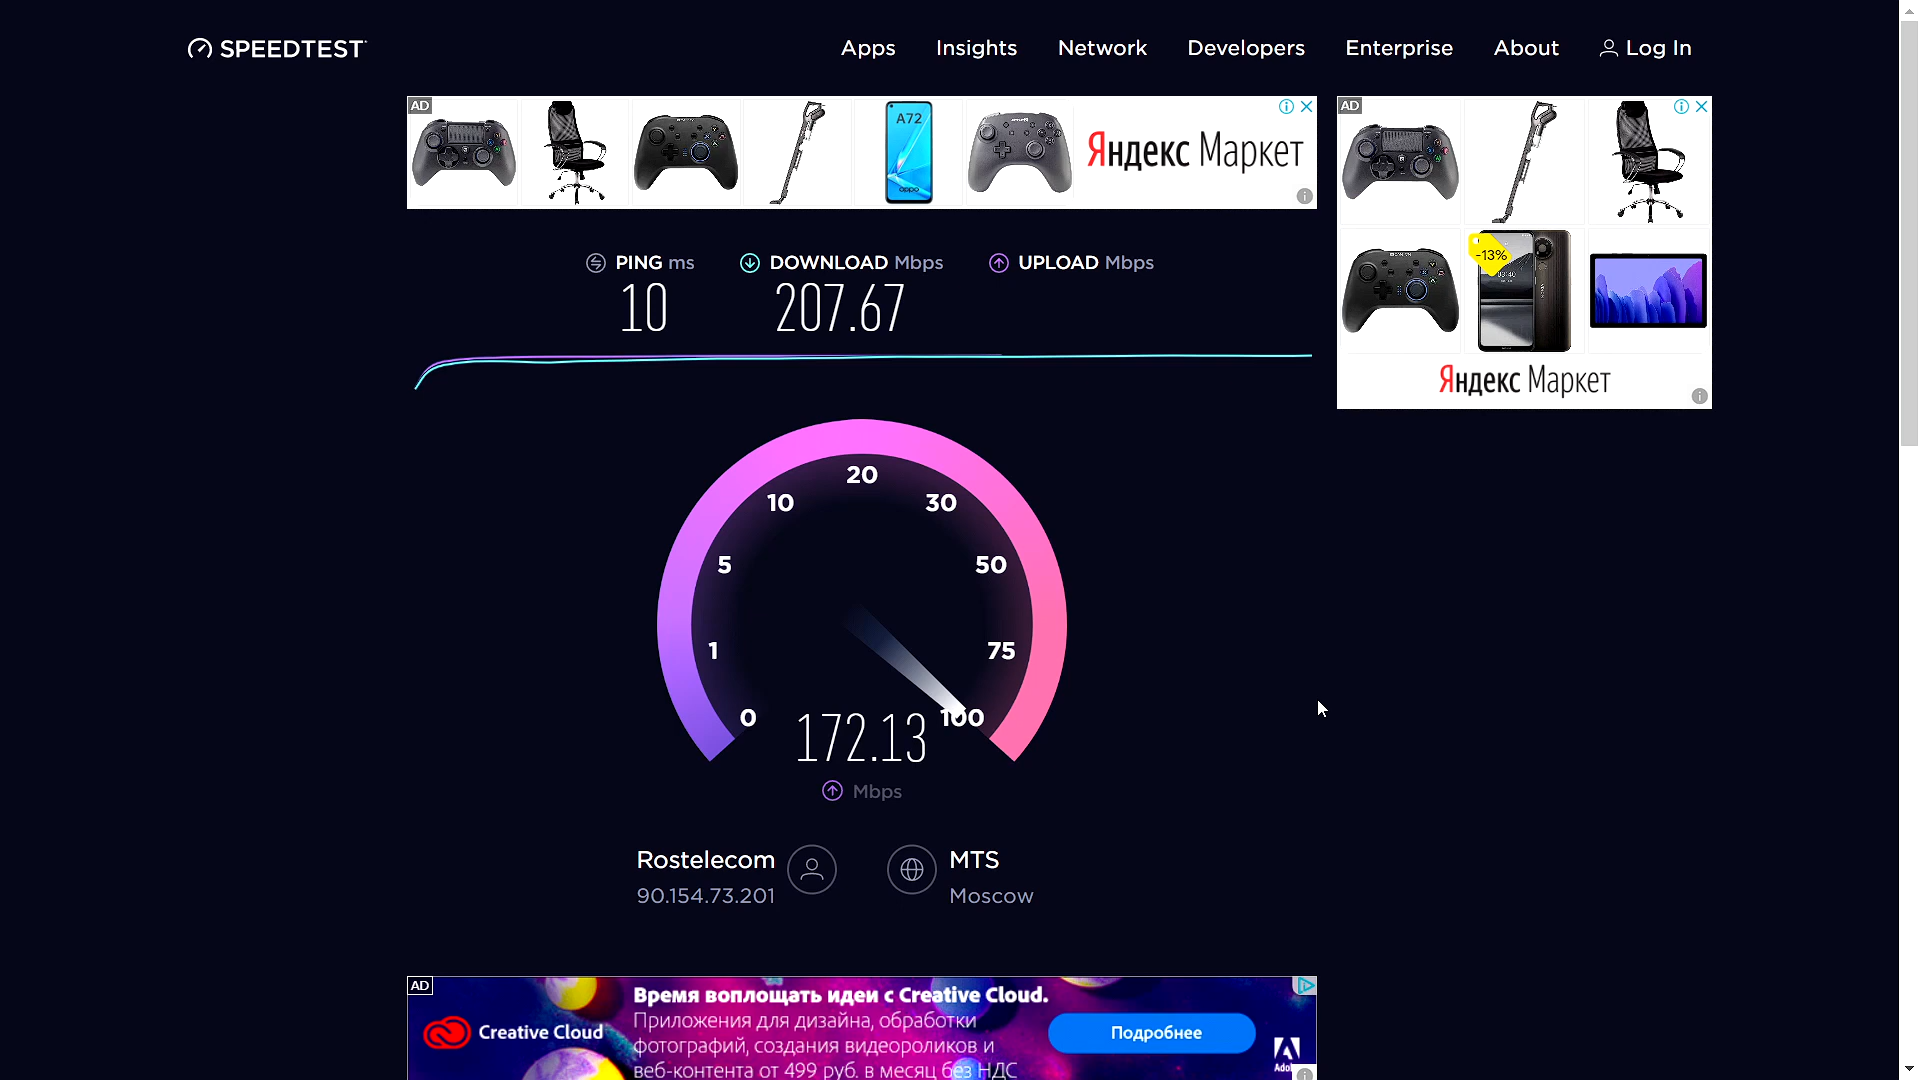 SPEEDTEST
Apps Insights Network Developers Enterprise About Log In
AD
A72
oppo
Яндекс Маркет
AD
-13%
Яндекс Маркет
PING ms DOWNLOAD Mbps UPLOAD Mbps
10 207.67
20
10 30
5 50
1 75
0 100
172.13
Mbps
Rostelecom MTS
90.154.73.201 Moscow
AD
Creative Cloud
Время воплощать идеи с Creative Cloud.
Приложения для дизайна, обработки
фотографий, создания видеороликов и
веб-контента от 499 руб. в месяц без НДС
Подробнее